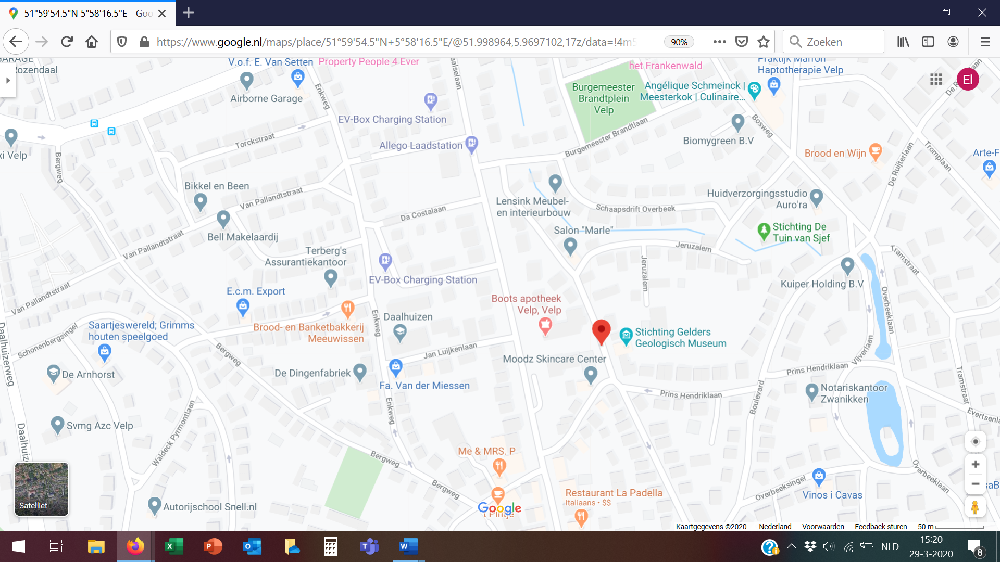 51°59'54.5"N 5°58'16.5"E - Goo
https://www.google.nl/maps/place/51°59'54.5"N+5°58'16.5"E/@51.998964,5.9697102,17z/data=!4m5
90%
Zoeken
GARAGE
Rozendaal
V.o.f. E. Van Setten
Property People 4 Ever
Airborne Garage
Enkweg
EV-Box Charging Station
Allego Laadstation
Burgemeester
Brandtplein
Velp
het Frankenwald
Praktijk Marron
Haptotherapie Velp
Angélique Schmeinck |
Meesterkok | Culinaire...
El
Bosweg
Burgemeester Brandtlaan
Biomygreen B.V
Brood en Wijn
De Ruijterlaan
Tromplaan
Arte-F
xi Velp
Bergweg
Torckstraat
Bikkel en Been
Van Pallandtstraat
Bell Makelaardij
Da Costalaan
Lensink Meubel-
en interieurbouw
Schaapsdrift Overbeek
Huidverzorgingsstudio
Auro'ra
Salon "Marle"
Stichting De
Tuin van Sjef
Jeruzalem
Jeruzalem
Tramstraat
Van Pallandtstraat
Terberg's
Assurantiekantoor
EV-Box Charging Station
Kuiper Holding B.V
Overbeeklaan
Van Pallandtstraat
E.c.m. Export
Boots apotheek
Velp, Velp
Daalhuizen
Enkweg
Saartjeswereld; Grimms
houten speelgoed
Brood- en Banketbakkerij
Meeuwissen
Stichting Gelders
Geologisch Museum
Schonenbergsingel
Daalhuizerweg
Bergweg
Jan Luijkenlaan
Moodz Skincare Center
Vijverlaan
Prins Hendriklaan
De Arnhorst
De Dingenfabriek
Fa. Van der Miessen
Prins Hendriklaan
Boulevard
Notariskantoor
Zwanikken
Tramstraat
Enkweg
Svmg Azc Velp
Waldeck Pyrmontlaan
Evertsenla
Daalhuiz
Me & MRS. P
Bergweg
Bergweg
Overbeeksingel
Overbeeklaan
Vinos i Cavas
Restaurant La Padella
Italiaans • $$
Satelliet
Autorijschool Snell.nl
Google
't Pintje
Kaartgegevens ©2020 Nederland Voorwaarden Feedback sturen 50 m
NLD
15:20
29-3-2020
8